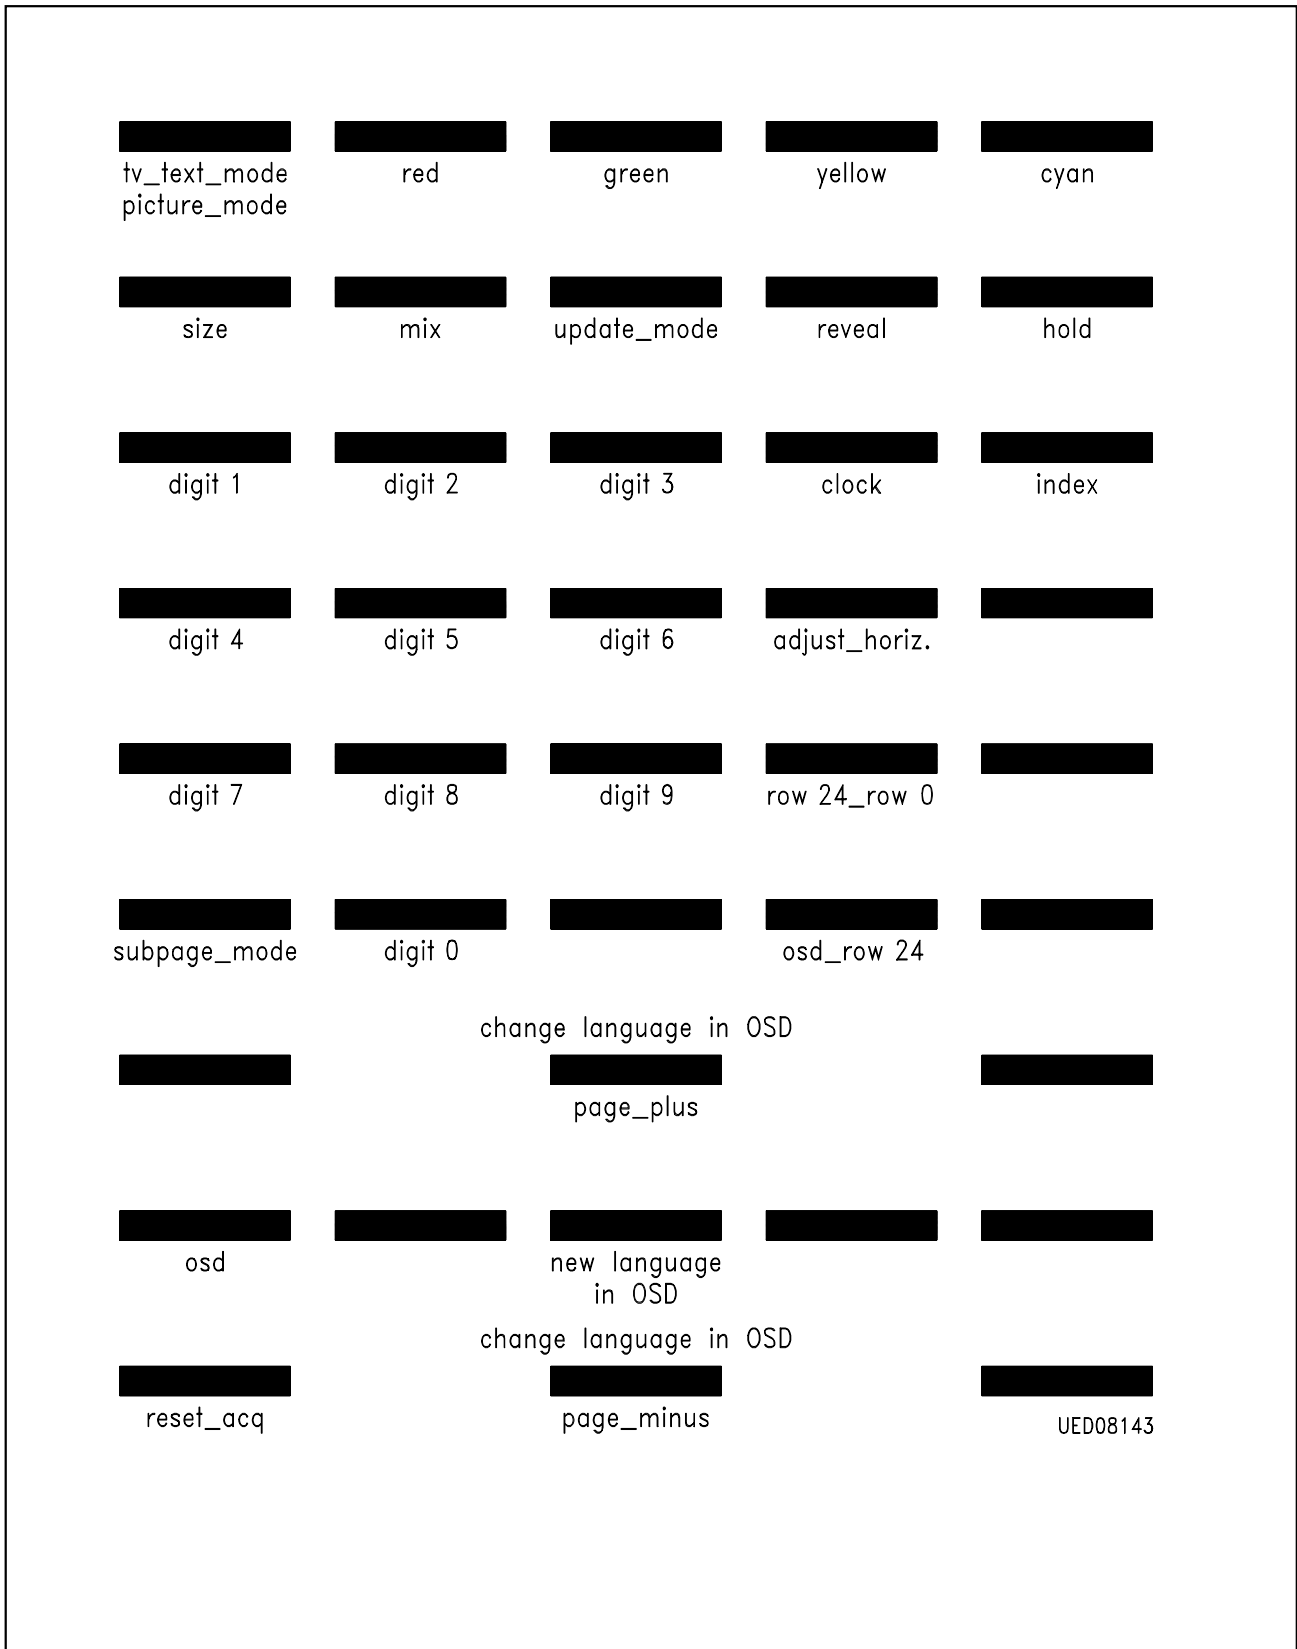 tv_text_mode red green yellow cyan
picture_mode
size mix update_mode reveal hold
digit 1 digit 2 digit 3 clock index
digit 4 digit 5 digit 6 adjust_horiz.
digit 7 digit 8 digit 9 row 24_row 0
subpage_mode digit 0 osd_row 24
change language in OSD
page_plus
osd new language
in OSD
change language in OSD
reset_acq page_minus UED08143